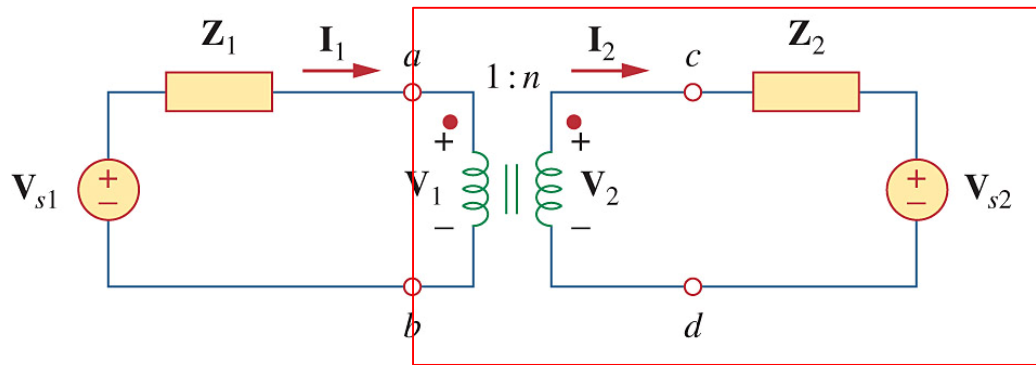 Z1
I1
a
1 : n
I2
c
Z2
+
+
+
−
Vs1
V1
V2
+
−
Vs2
−
−
b
d